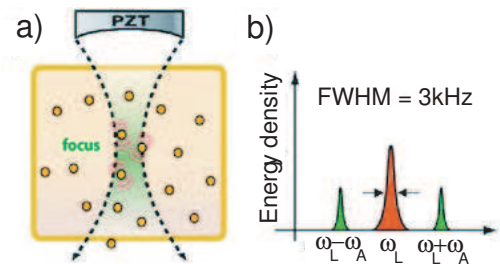 a)
PZT
focus
b)
FWHM = 3kHz
Energy density
ω_L−ω_A
ω_L
ω_L+ω_A